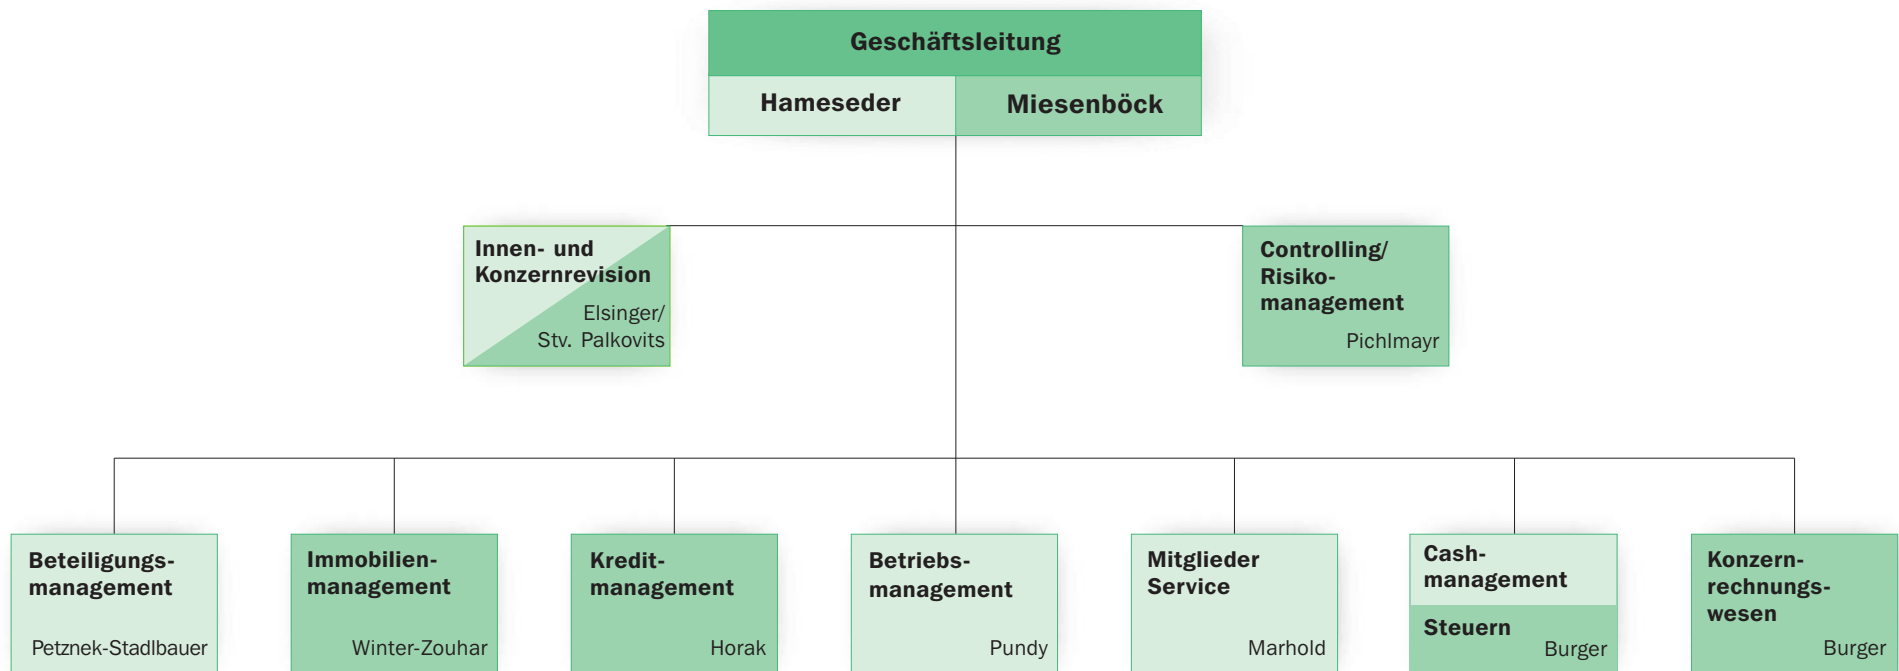 Geschäftsleitung
Hameseder
Miesenböck
Innen- und
Konzernrevision
Elsinger/
Stv. Palkovits
Controlling/
Risiko-
management
Pichlmayr
Beteiligungs-
management
Petznek-Stadlbauer
Immobilien-
management
Winter-Zouhar
Kredit-
management
Horak
Betriebs-
management
Pundy
Mitglieder
Service
Marhold
Cash-
management
Steuern
Burger
Konzern-
rechnungs-
wesen
Burger